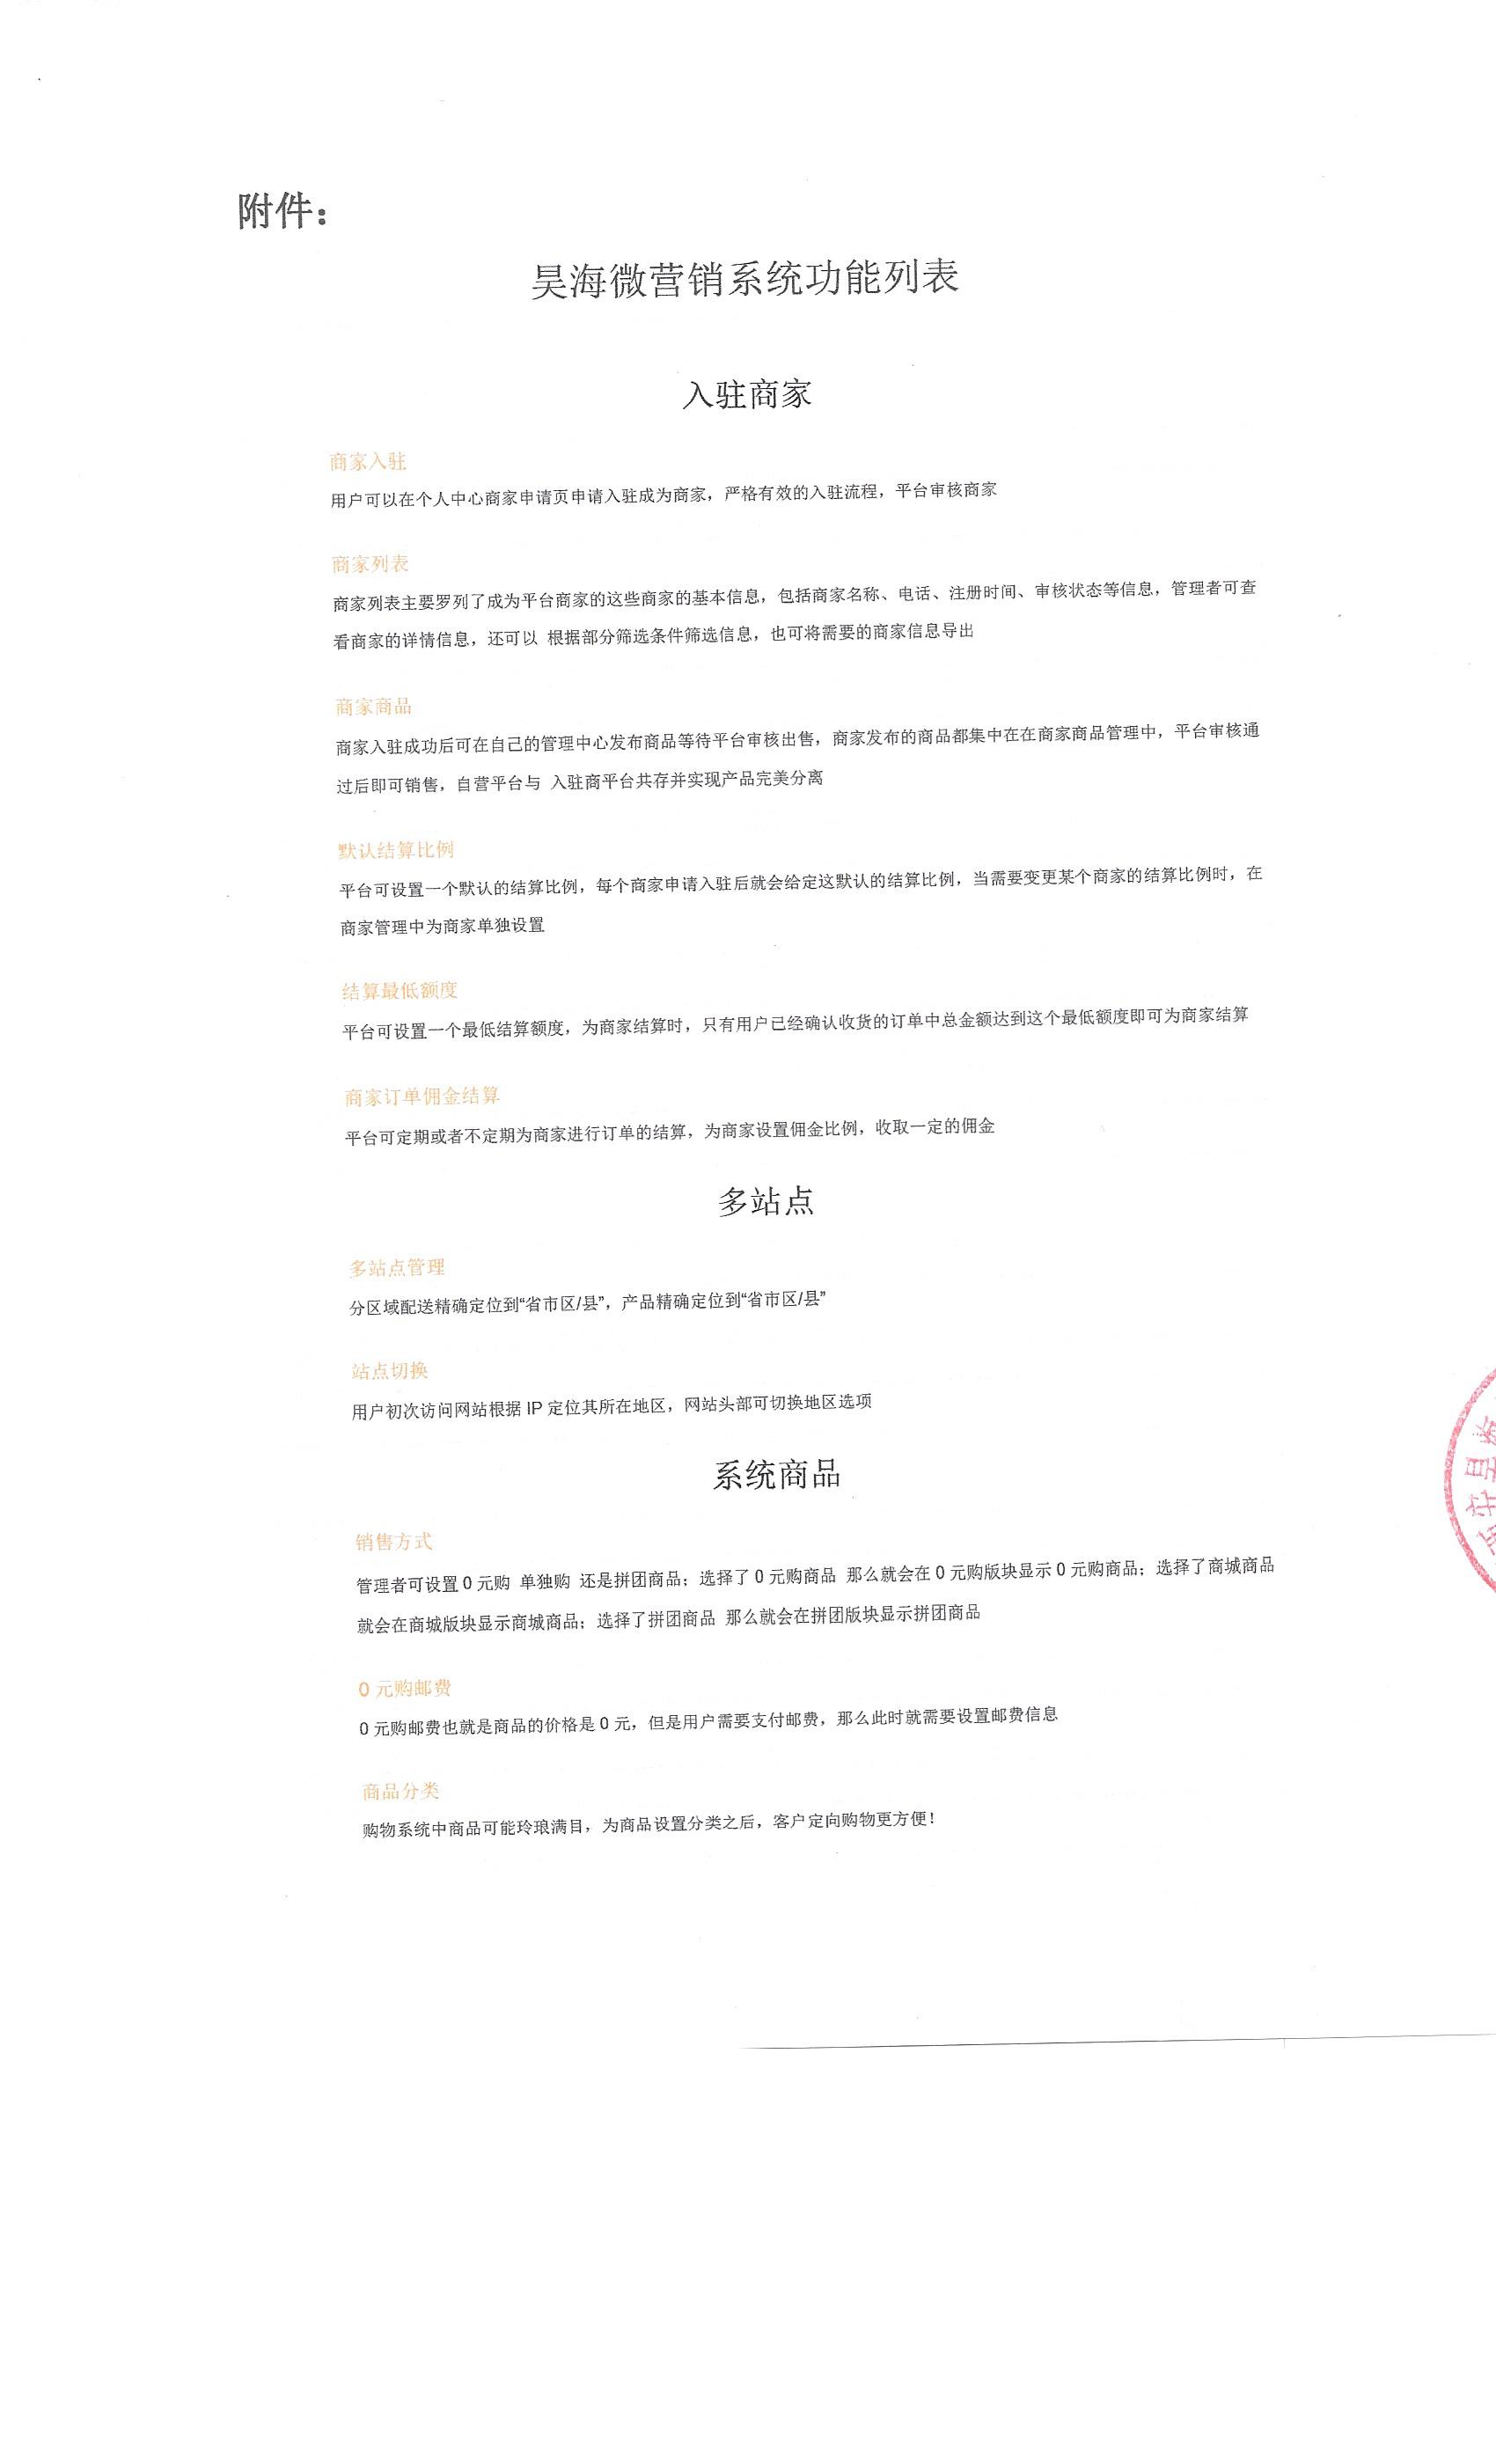 附件：
昊海微营销系统功能列表
入驻商家
商家入驻
用户可以在个人中心商家申请页申请入驻成为商家，严格有效的入驻流程，平台审核商家
商家列表
商家列表主要罗列了成为平台商家的这些商家的基本信息，包括商家名称、电话、注册时间、审核状态等信息，管理者可查
看商家的详情信息，还可以 根据部分筛选条件筛选信息，也可将需要的商家信息导出
商家商品
商家入驻成功后可在自己的管理中心发布商品等待平台审核出售，商家发布的商品都集中在在商家商品管理中，平台审核通
过后即可销售，自营平台与 入驻商平台共存并实现产品完美分离
默认结算比例
平台可设置一个默认的结算比例，每个商家申请入驻后就会给定这默认的结算比例，当需要变更某个商家的结算比例时，在
商家管理中为商家单独设置
结算最低额度
平台可设置一个最低结算额度，为商家结算时，只有用户已经确认收货的订单中总金额达到这个最低额度即可为商家结算
商家订单佣金结算
平台可定期或者不定期为商家进行订单的结算，为商家设置佣金比例，收取一定的佣金
多站点
多站点管理
分区域配送精确定位到“省市区/县”，产品精确定位到“省市区/县”
站点切换
用户初次访问网站根据 IP 定位其所在地区，网站头部可切换地区选项
系统商品
销售方式
管理者可设置 0 元购 单独购 还是拼团商品；选择了 0 元购商品 那么就会在 0 元购版块显示 0 元购商品；选择了商城商品
就会在商城版块显示商城商品；选择了拼团商品 那么就会在拼团版块显示拼团商品
0 元购邮费
0 元购邮费也就是商品的价格是 0 元，但是用户需要支付邮费，那么此时就需要设置邮费信息
商品分类
购物系统中商品可能玲琅满目，为商品设置分类之后，客户定向购物更方便！